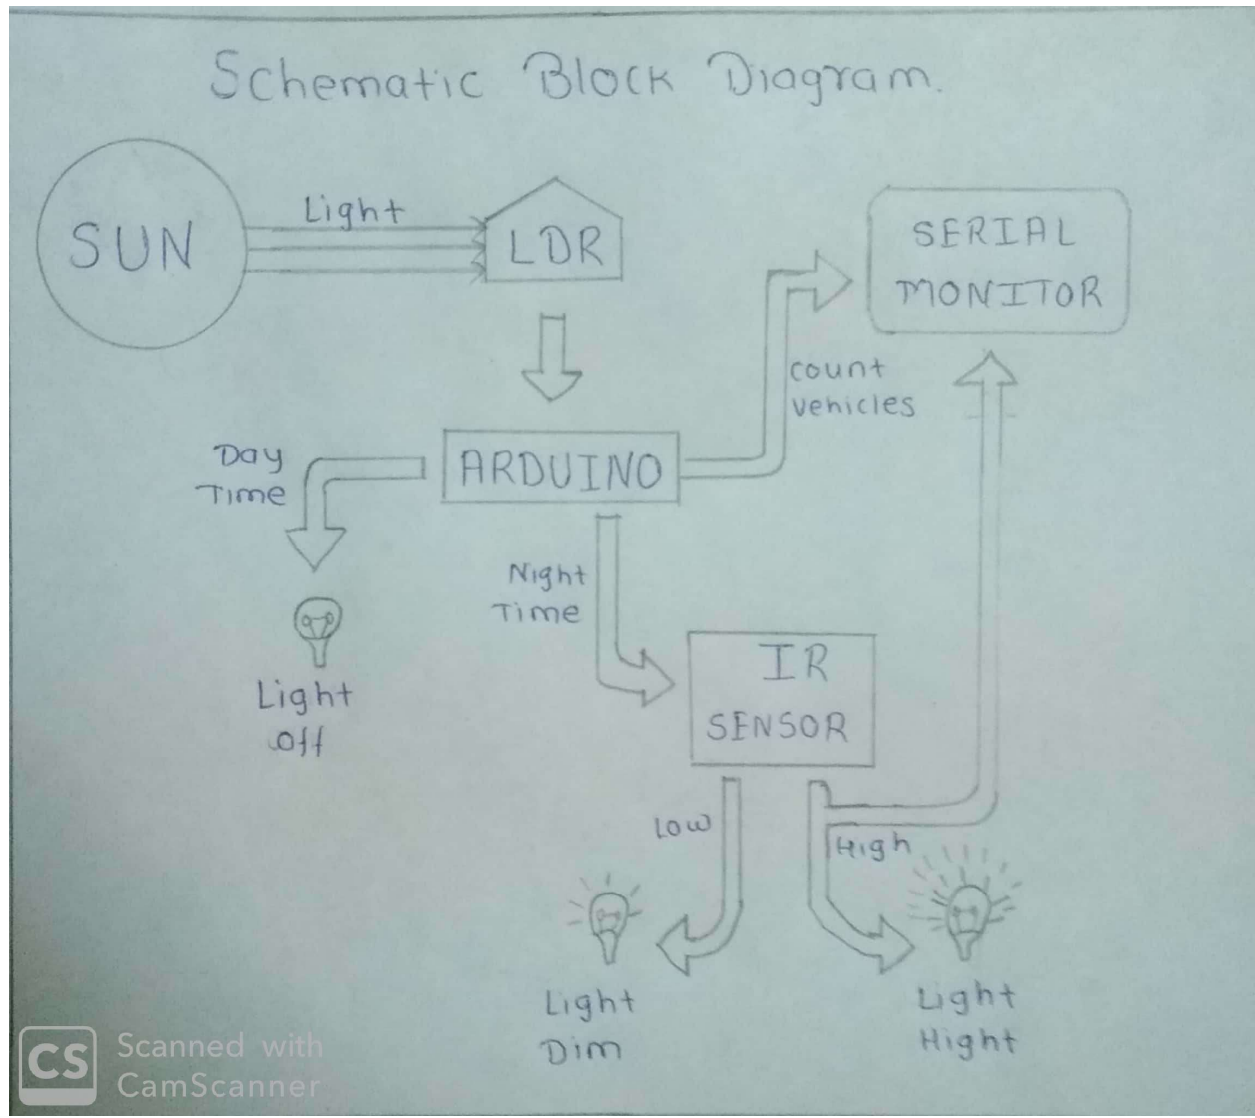 Schematic Block Diagram.
SUN
Light
LDR
SERIAL
MONITOR
count
vehicles
Day
Time
ARDUINO
Night
Time
Light
Off
IR
SENSOR
Low
High
Light
Dim
Light
Hight
CS
Scanned with
CamScanner